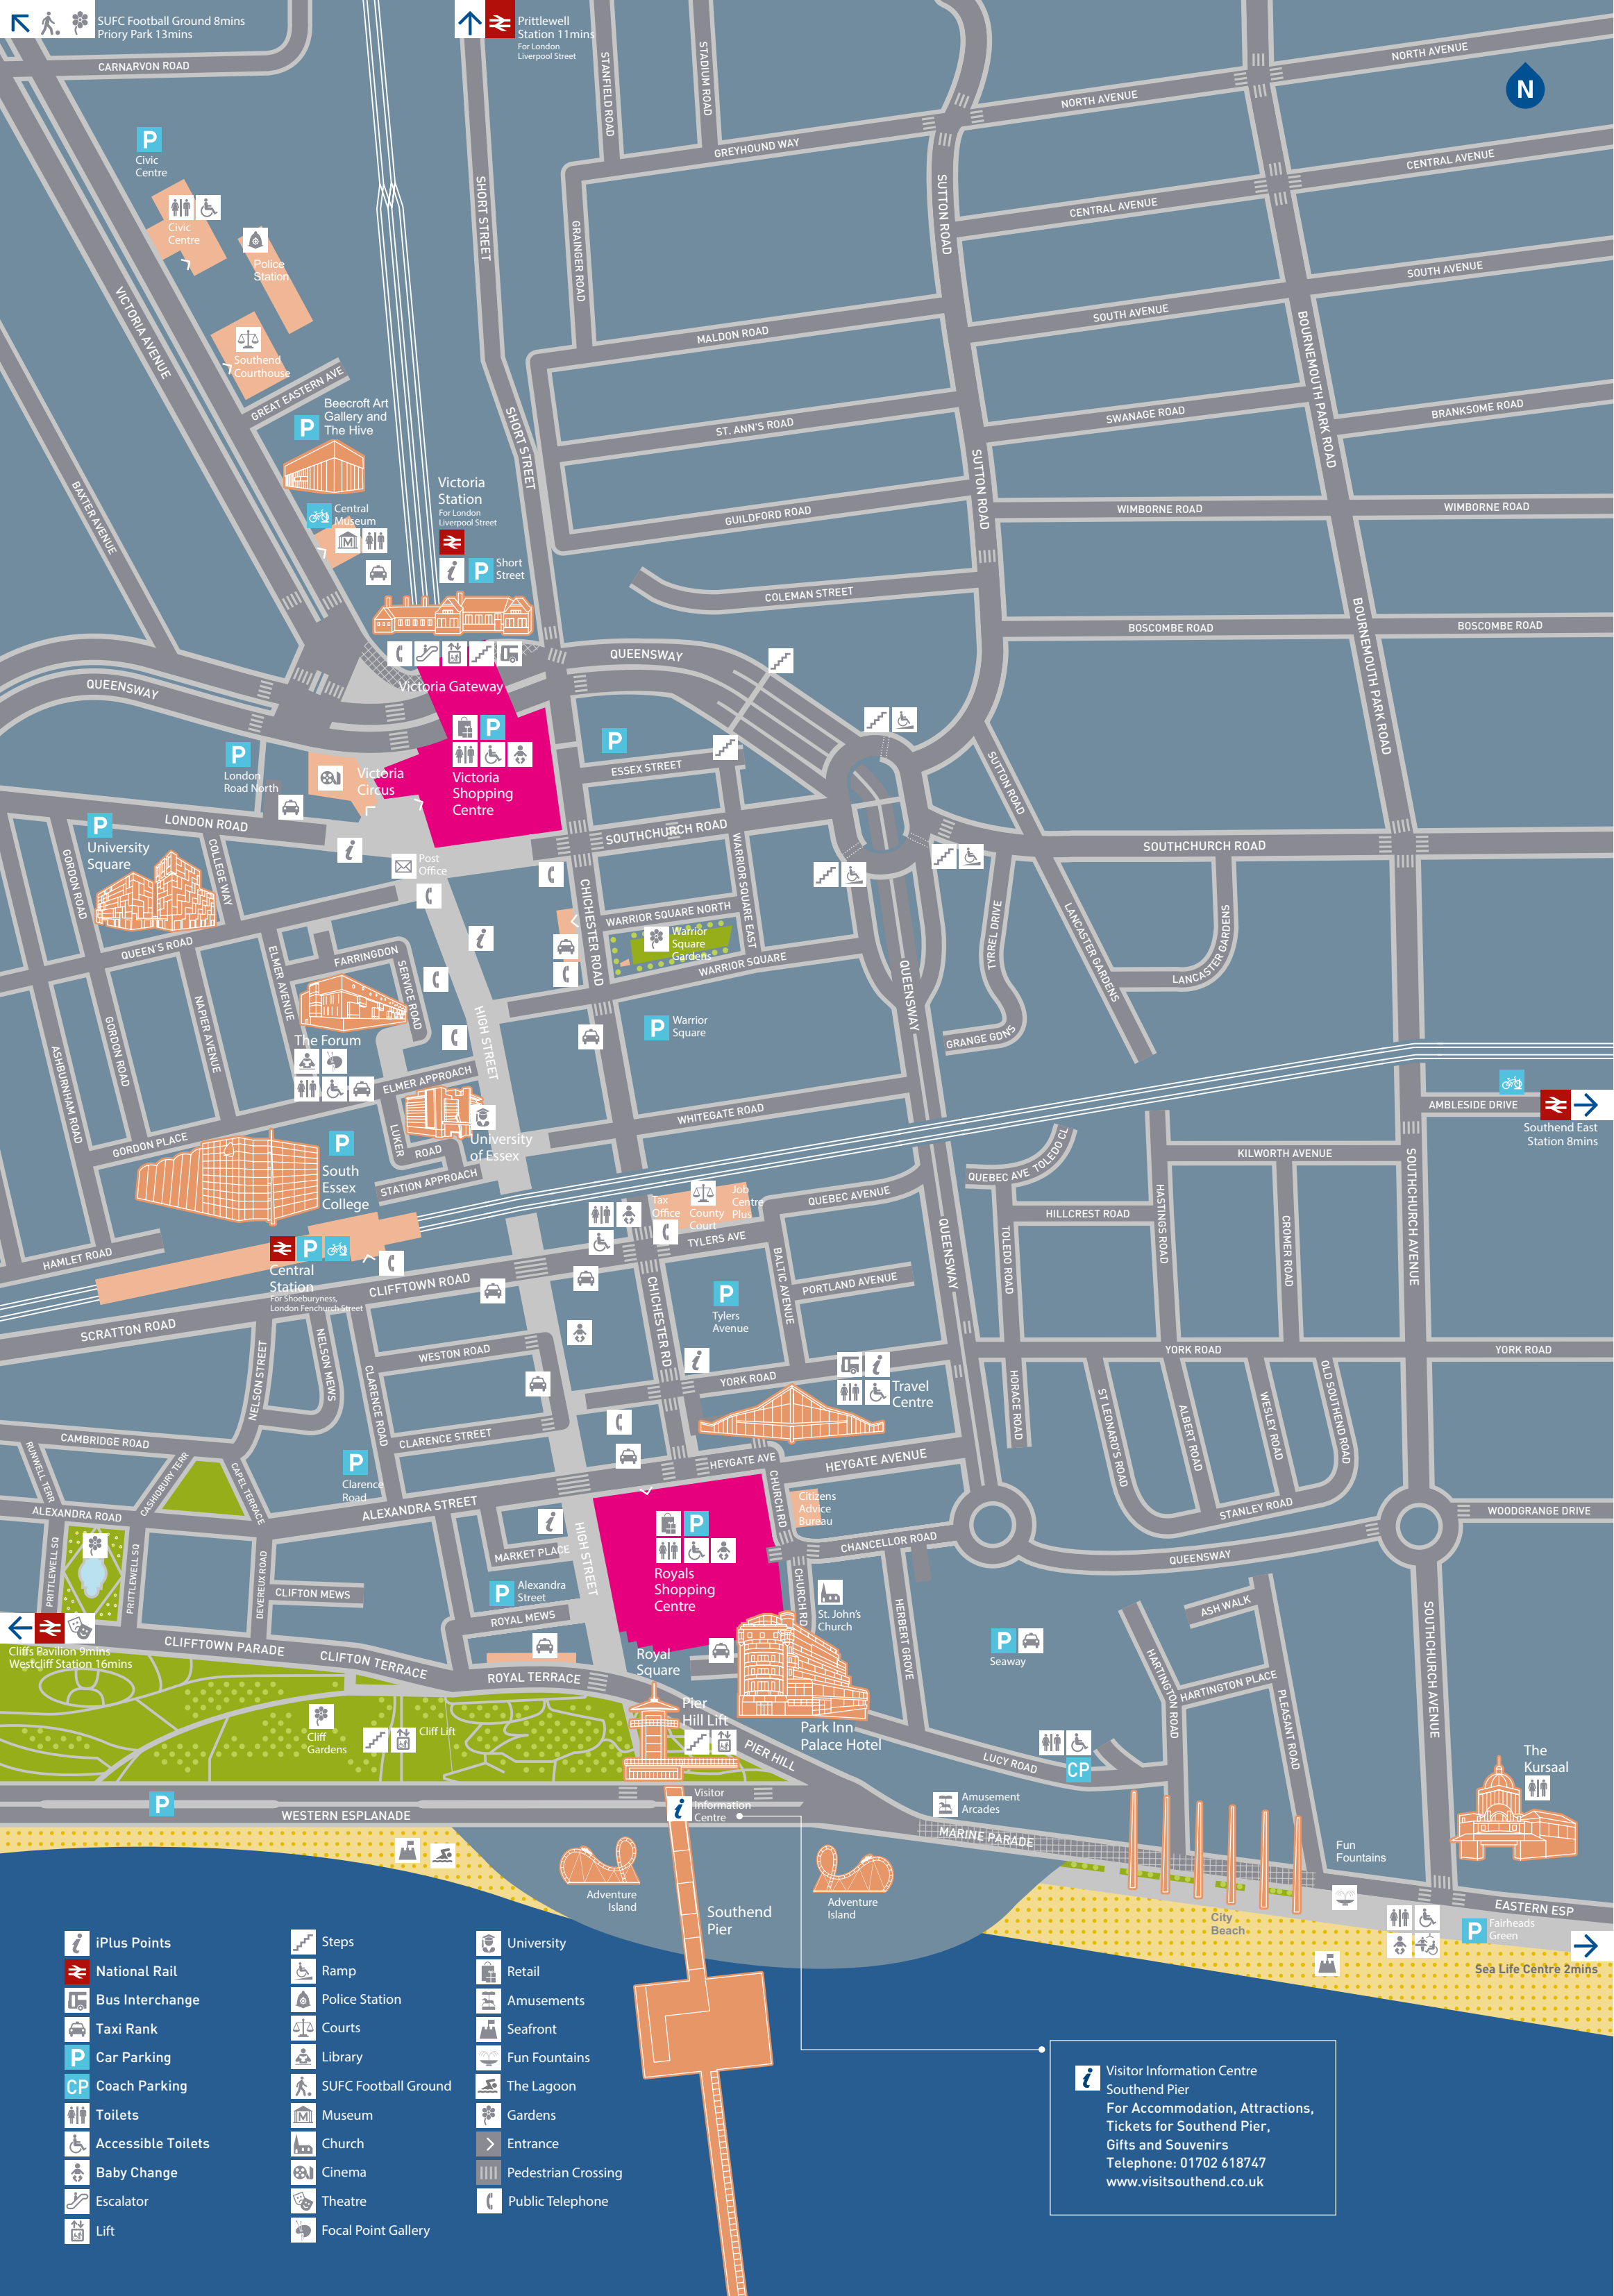 SUFC Football Ground 8mins
Priory Park 13mins
Prittlewell
Station 11mins
For London
Liverpool Street
CARNARVON ROAD
STANFIELD ROAD
STADIUM ROAD
NORTH AVENUE
NORTH AVENUE
N
GREYHOUND WAY
P
Civic
Centre
Civic
Centre
Police
Station
SHORT STREET
GRAINGER ROAD
SUTTON ROAD
CENTRAL AVENUE
CENTRAL AVENUE
SOUTH AVENUE
SOUTH AVENUE
VICTORIA AVENUE
Southend
Courthouse
GREAT EASTERN AVE
MALDON ROAD
BOURNEMOUTH PARK ROAD
Beecroft Art
Gallery and
The Hive
P
SHORT STREET
ST. ANN'S ROAD
SWANAGE ROAD
BRANKSOME ROAD
BAXTER AVENUE
Victoria
Station
For London
Liverpool Street
Central
Museum
M
SUTTON ROAD
GUILDFORD ROAD
WIMBORNE ROAD
WIMBORNE ROAD
P
Short
Street
COLEMAN STREET
BOSCOMBE ROAD
BOSCOMBE ROAD
BOURNEMOUTH PARK ROAD
QUEENSWAY
QUEENSWAY
Victoria Gateway
P
P
London
Road North
Victoria
Circus
P
Victoria
Shopping
Centre
ESSEX STREET
SUTTON ROAD
LONDON ROAD
P
University
Square
GORDON ROAD
COLLEGE WAY
Post
Office
SOUTHCHURCH ROAD
SOUTHCHURCH ROAD
WARRIOR SQUARE EAST
CHICHESTER ROAD
WARRIOR SQUARE NORTH
Warrior
Square
Gardens
WARRIOR SQUARE
TYRREL DRIVE
LANCASTER GARDENS
LANCASTER GARDENS
QUEENSWAY
GRANGE GDN'S
QUEEN'S ROAD
ELMER AVENUE
FARRINGDON
SERVICE ROAD
NAPIER AVENUE
GORDON ROAD
ASHBURNHAM ROAD
The Forum
HIGH STREET
P
Warrior
Square
ELMER APPROACH
University
of Essex
LUKER
ROAD
STATION APPROACH
WHITEGATE ROAD
GORDON PLACE
P
South
Essex
College
AMBLESIDE DRIVE
Southend East
Station 8mins
KILWORTH AVENUE
QUEBEC AVE
TOLEDO CL
HILLCREST ROAD
HASTINGS ROAD
CROMER ROAD
SOUTHCHURCH AVENUE
TOLEDO ROAD
QUEENSWAY
Tax
Office
County
Court
Job
Centre
Plus
QUEBEC AVENUE
TYLERS AVE
BALTIC AVENUE
PORTLAND AVENUE
HAMLET ROAD
P
Central
Station
For Shoeburyness,
London Fenchurch Street
CLIFFTOWN ROAD
SCRATTON ROAD
CHICHESTER RD
P
Tylers
Avenue
YORK ROAD
YORK ROAD
YORK ROAD
NELSON STREET
NELSON MEWS
CLARENCE ROAD
WESTON ROAD
CLARENCE STREET
Travel
Centre
HORACE ROAD
ST LEONARD'S ROAD
ALBERT ROAD
WESLEY ROAD
OLD SOUTHEND ROAD
STANLEY ROAD
CAMBRIDGE ROAD
RUNWELL TERR
CASHIOBURY TERR
CAPEL TERRACE
P
Clarence
Road
HEYGATE AVE
HEYGATE AVENUE
CHURCH RD
Citizens
Advice
Bureau
ALEXANDRA ROAD
ALEXANDRA STREET
WOODGRANGE DRIVE
QUEENSWAY
CHANCELLOR ROAD
PRITTLEWELL SQ
PRITTLEWELL SQ
DEVEREUX ROAD
CLIFTON MEWS
MARKET PLACE
HIGH STREET
P
Royals
Shopping
Centre
P
Alexandra
Street
ROYAL MEWS
CHURCH RD
St. John's
Church
HERBERT GROVE
P
Seaway
ASH WALK
HARTINGTON ROAD
HARTINGTON PLACE
PLEASANT ROAD
SOUTHCHURCH AVENUE
Cliffs Pavilion 9mins
Westcliff Station 16mins
CLIFFTOWN PARADE
CLIFTON TERRACE
ROYAL TERRACE
Royal
Square
Pier
Hill Lift
PIER HILL
Park Inn
Palace Hotel
Cliff
Gardens
Cliff Lift
LUCY ROAD
CP
The
Kursaal
P
WESTERN ESPLANADE
Visitor
Information
Centre
Amusement
Arcades
MARINE PARADE
Fun
Fountains
Adventure
Island
Adventure
Island
Southend
Pier
City
Beach
EASTERN ESP
P
Fairheads
Green
Sea Life Centre 2mins
iPlus Points
National Rail
Bus Interchange
Taxi Rank
P Car Parking
CP Coach Parking
Toilets
Accessible Toilets
Baby Change
Escalator
Lift
Steps
Ramp
Police Station
Courts
Library
SUFC Football Ground
M Museum
Church
Cinema
Theatre
Focal Point Gallery
University
Retail
Amusements
Seafront
Fun Fountains
The Lagoon
Gardens
Entrance
Pedestrian Crossing
Public Telephone
i Visitor Information Centre
Southend Pier
For Accommodation, Attractions,
Tickets for Southend Pier,
Gifts and Souvenirs
Telephone: 01702 618747
www.visitsouthend.co.uk